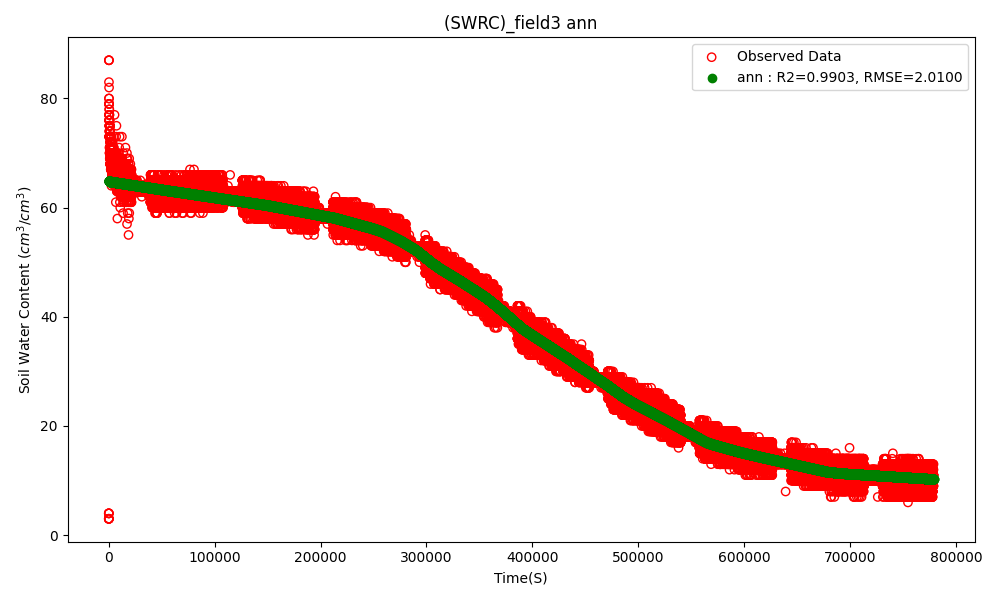 (SWRC)_field3 ann
Observed Data
ann : R2=0.9903, RMSE=2.0100
Soil Water Content (cm³/cm³)
80
60
40
20
0
0 100000 200000 300000 400000 500000 600000 700000 800000
Time(S)